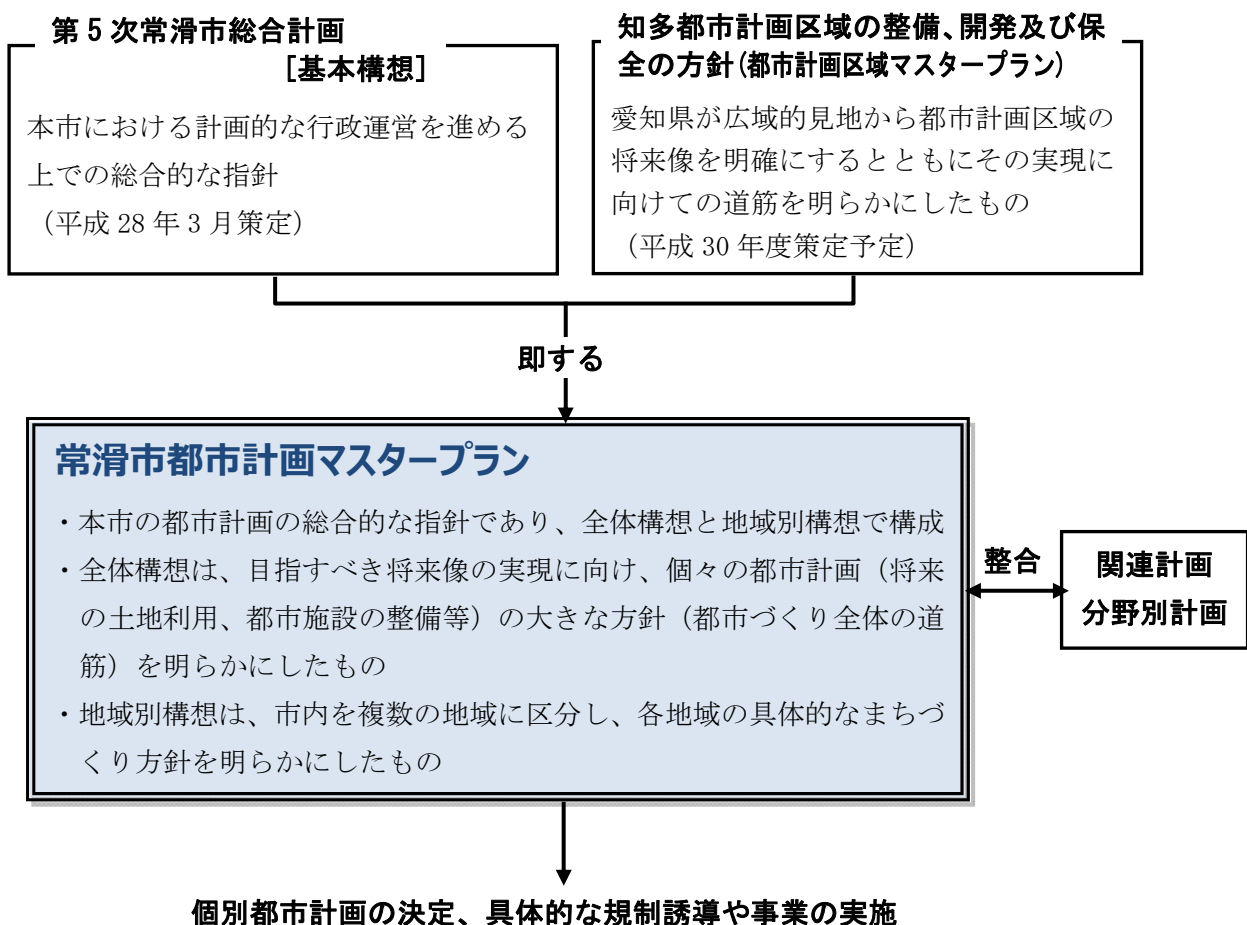 第5次常滑市総合計画
[基本構想]
本市における計画的な行政運営を進める
上での総合的な指針
(平成 28 年 3 月策定)
知多都市計画区域の整備、開発及び保
全の方針(都市計画区域マスタープラン)
愛知県が広域的見地から都市計画区域の
将来像を明確にするとともにその実現に
向けての道筋を明らかにしたもの
(平成 30 年度策定予定)
即する
常滑市都市計画マスタープラン
・本市の都市計画の総合的な指針であり、全体構想と地域別構想で構成
・全体構想は、目指すべき将来像の実現に向け、個々の都市計画(将来
の土地利用、都市施設の整備等)の大きな方針(都市づくり全体の道
筋)を明らかにしたもの
・地域別構想は、市内を複数の地域に区分し、各地域の具体的なまちづ
くり方針を明らかにしたもの
整合
関連計画
分野別計画
個別都市計画の決定、具体的な規制誘導や事業の実施